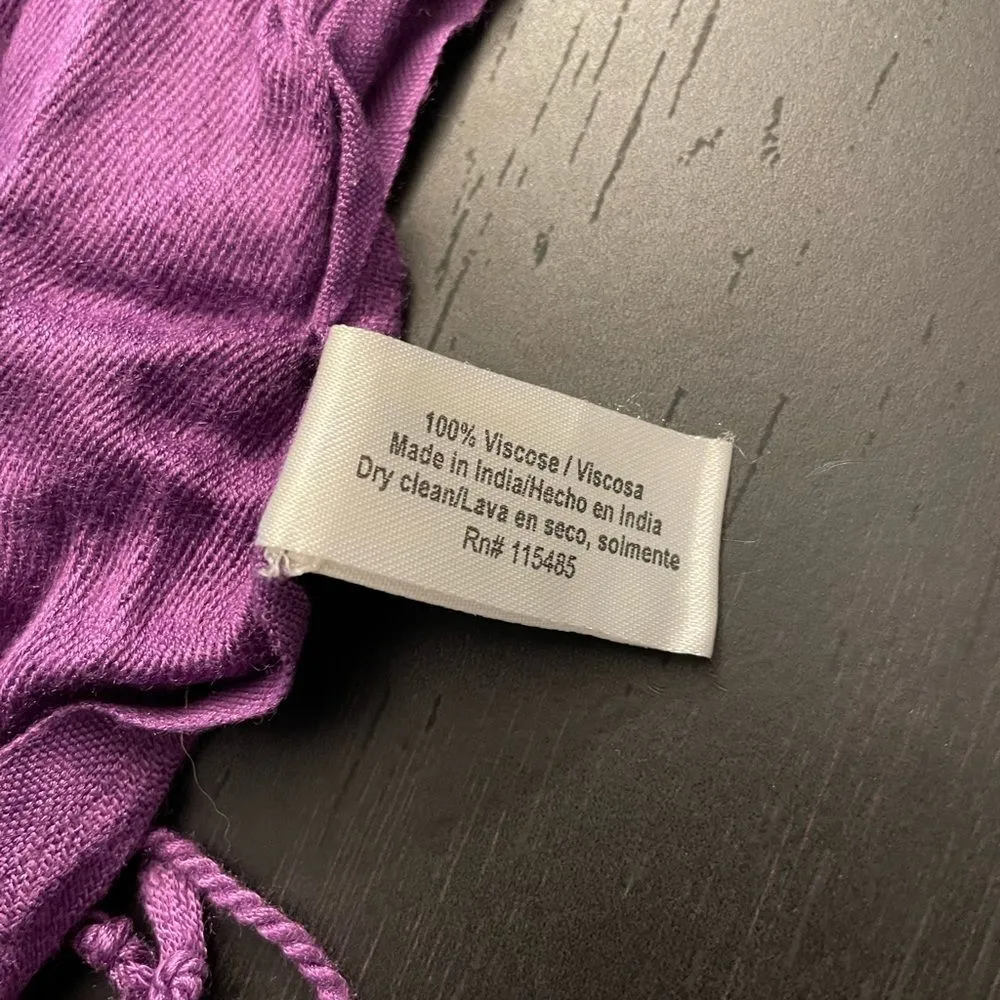 100% Viscose / Viscosa
Made in India/Hecho en India
Dry clean/Lava en seco, solmente
Rn# 115485